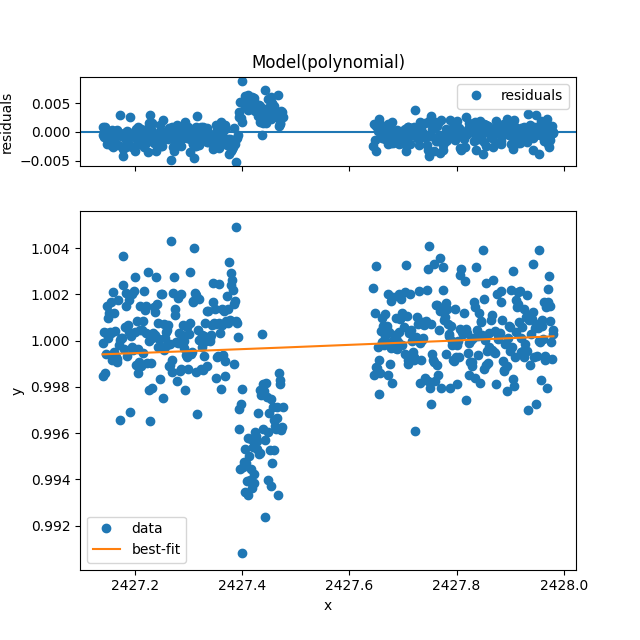 Model(polynomial)
residuals
0.005
0.000
−0.005
residuals
1.004
1.002
1.000
0.998
0.996
0.994
0.992
y
data
best-fit
2427.2
2427.4
2427.6
2427.8
2428.0
x